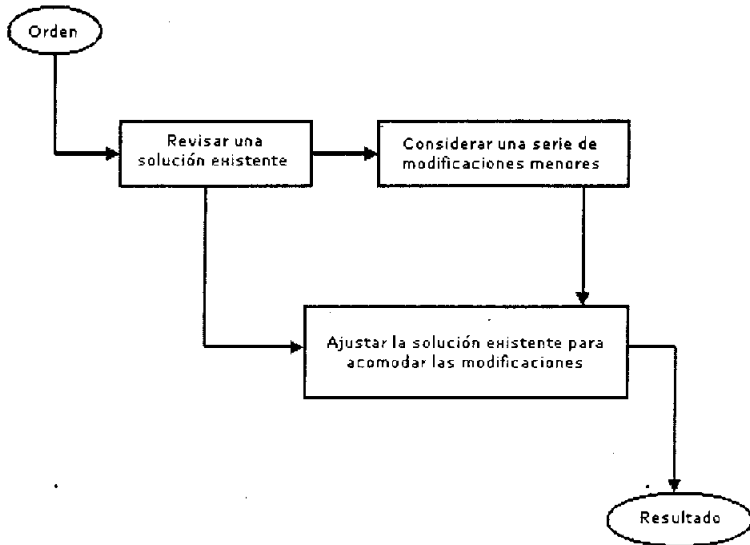 Orden
Revisar una
solución existente
Considerar una serie de
modificaciones menores
Ajustar la solución existente para
acomodar las modificaciones
Resultado